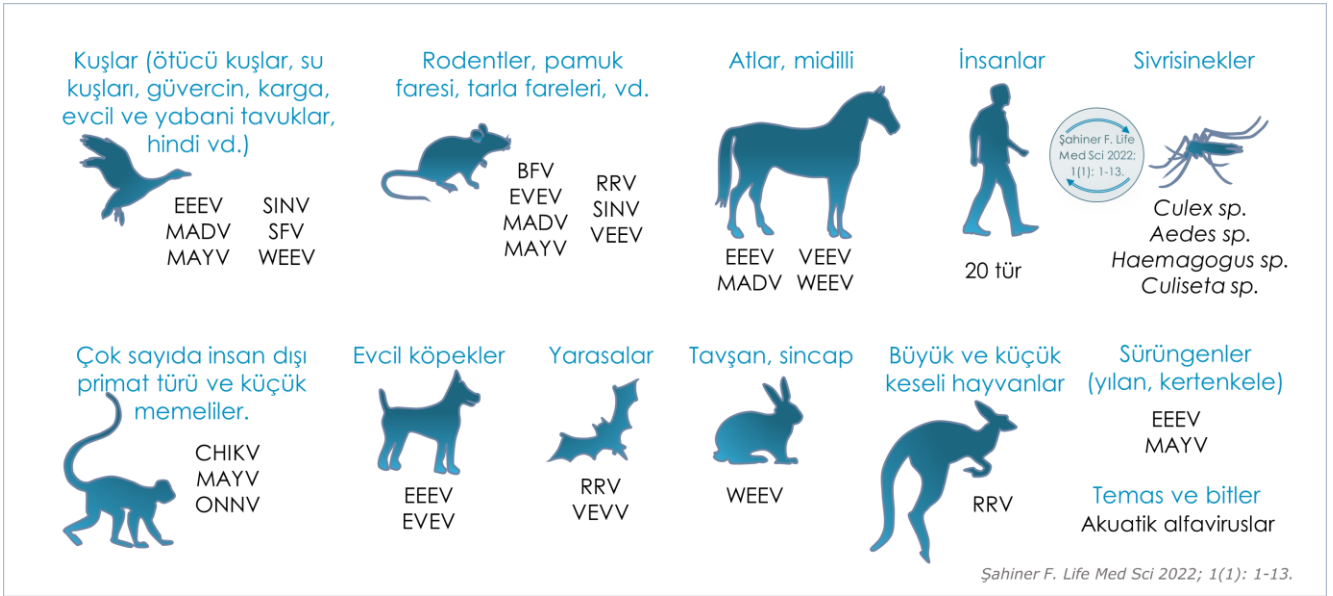 Kuşlar (ötücü kuşlar, su
kuşları, güvercin, karga,
evcil ve yabani tavuklar,
hindi vd.)
EEEV
MADV
MAYV
SINV
SFV
WEEV
Rodentler, pamuk
faresi, tarla fareleri, vd.
BFV
EVEV
MADV
MAYV
RRV
SINV
VEEV
Atlar, midilli
EEEV
MADV
VEEV
WEEV
İnsanlar
20 tür
Şahiner F. Life
Med Sci 2022;
1(1): 1-13.
Sivrisinekler
Culex sp.
Aedes sp.
Haemagogus sp.
Culiseta sp.
Çok sayıda insan dışı
primat türü ve küçük
memeliler.
CHIKV
MAYV
ONNV
Evcil köpekler
EEEV
EVEV
Yarasalar
RRV
VEVV
Tavşan, sincap
WEEV
Büyük ve küçük
keseli hayvanlar
RRV
Sürüngenler
(yılan, kertenkele)
EEEV
MAYV
Temas ve bitler
Akuatik alfaviruslar
Şahiner F. Life Med Sci 2022; 1(1): 1-13.